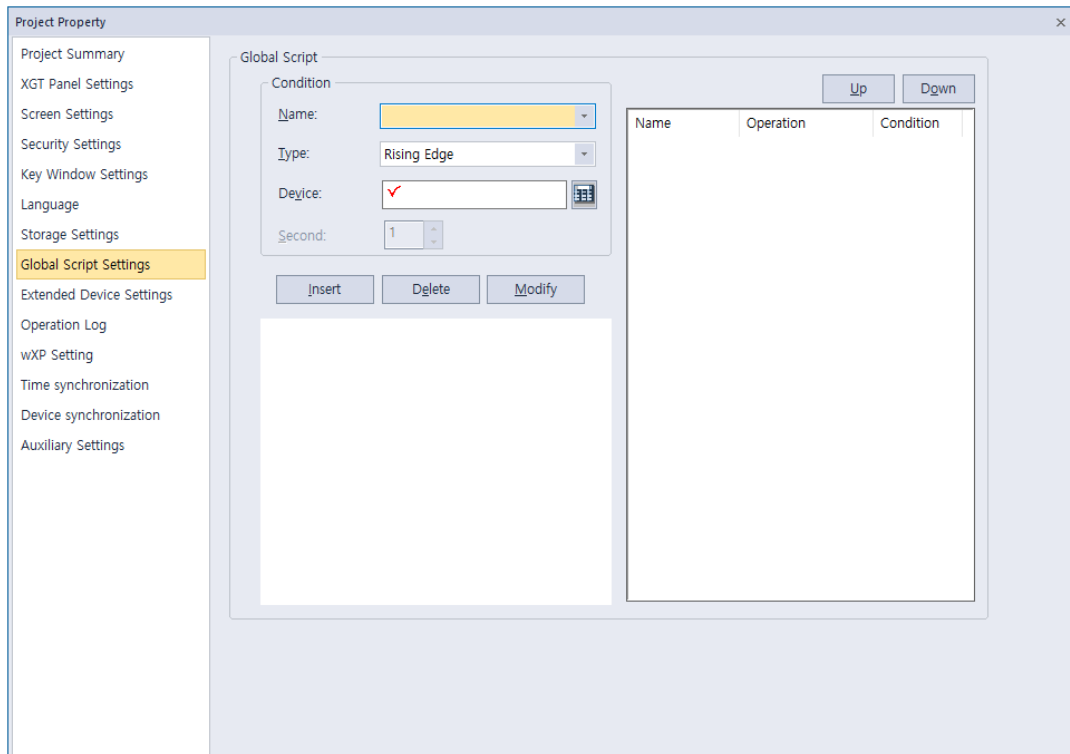 Project Property
Project Summary
XGT Panel Settings
Screen Settings
Security Settings
Key Window Settings
Language
Storage Settings
Global Script Settings
Extended Device Settings
Operation Log
wXP Setting
Time synchronization
Device synchronization
Auxiliary Settings
Global Script
Condition
Name:
Type: Rising Edge
Device:
Second: 1
Insert Delete Modify
Up Down
Name Operation Condition